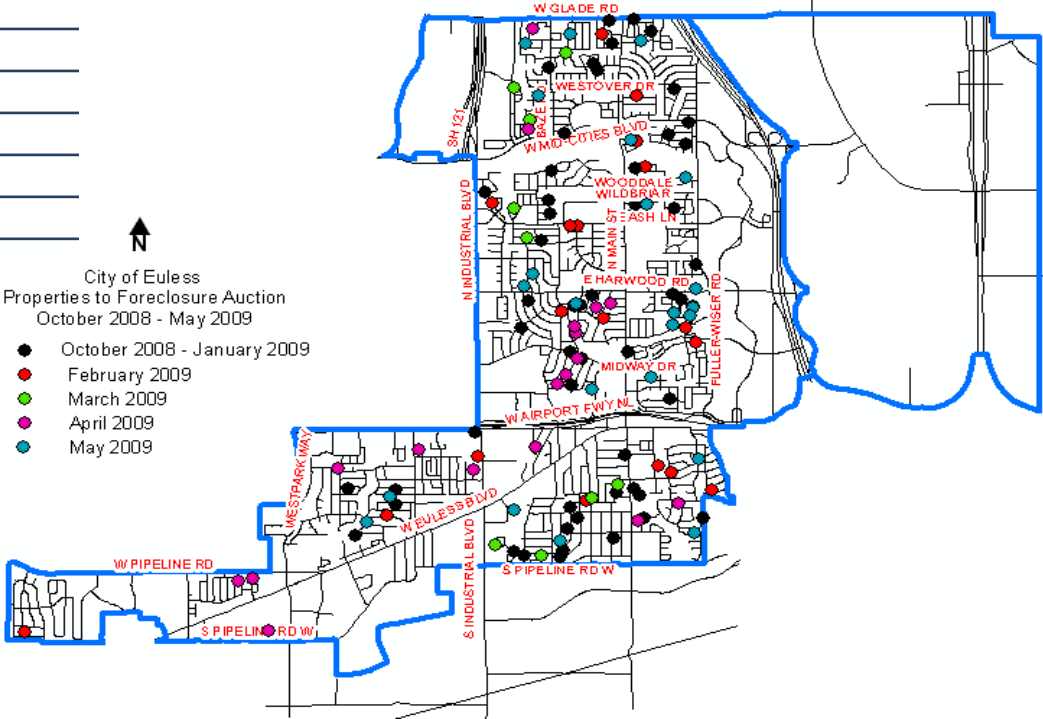 W GLADE RD
WESTOVER DR
SH 121
BAZE RD
W MID-CITIES BLVD
WOODDALE
WILDBRIAR
E ASH LN
N INDUSTRIAL BLVD
N MAIN ST
E HARWOOD RD
FULLER-WISER RD
MIDWAY DR
W AIRPORT FWY NL
N
City of Euless
Properties to Foreclosure Auction
October 2008 - May 2009
October 2008 - January 2009
February 2009
March 2009
April 2009
May 2009
WESTPARK WAY
W EULESS BLVD
S INDUSTRIAL BLVD
W PIPELINE RD
S PIPELINE RD W
S PIPELINE RD W